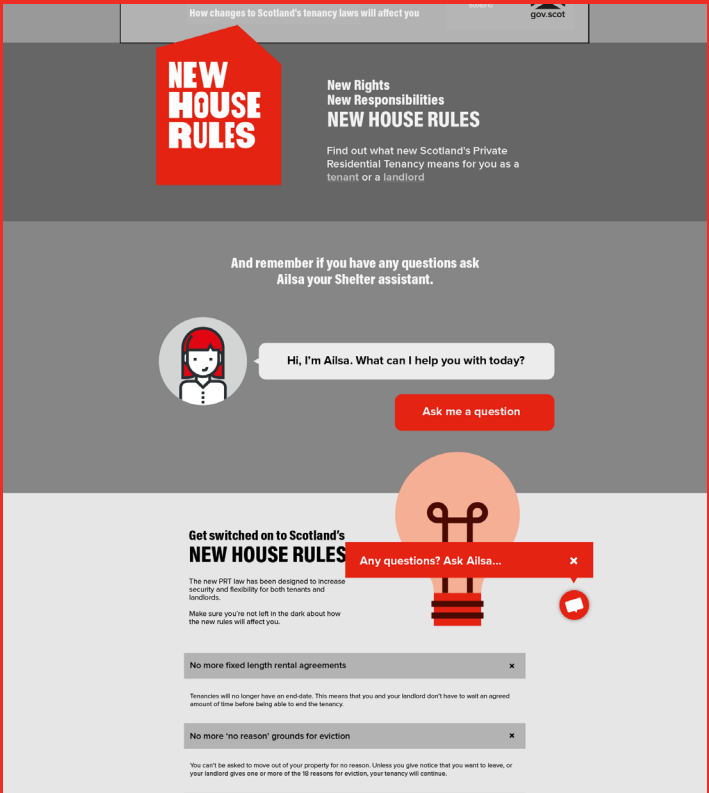 How changes to Scotland's tenancy laws will affect you
gov.scot
NEW
HOUSE
RULES
New Rights
New Responsibilities
NEW HOUSE RULES
Find out what new Scotland's Private
Residential Tenancy means for you as a
tenant or a landlord
And remember if you have any questions ask
Ailsa your Shelter assistant.
Hi, I'm Ailsa. What can I help you with today?
Ask me a question
Get switched on to Scotland's
NEW HOUSE RULES
Any questions? Ask Ailsa...
The new PRT law has been designed to increase
security and flexibility for both tenants and
landlords.
Make sure you're not left in the dark about how
the new rules will affect you.
No more fixed length rental agreements
Tenancies will no longer have an end-date. This means that you and your landlord don't have to wait an agreed
amount of time before being able to end the tenancy.
No more 'no reason' grounds for eviction
You can't be asked to move out of your property for no reason. Unless you give notice that you want to leave, or
your landlord gives one or more of the 18 reasons for eviction, your tenancy will continue.